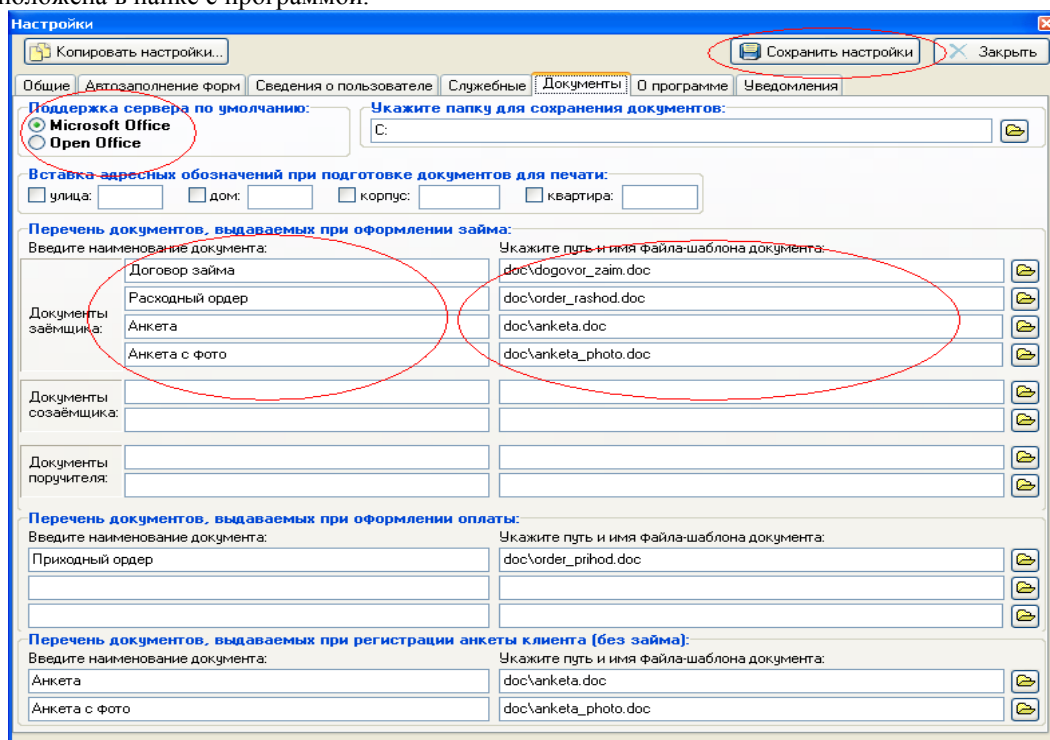 положена в папке с программой.
Настройки
Копировать настройки... Сохранить настройки Закрыть
Общие Автозаполнение форм Сведения о пользователе Служебные Документы О программе Уведомления
Поддержка сервера по умолчанию: Укажите папку для сохранения документов:
Microsoft Office C:
Open Office
Вставка адресных обозначений при подготовке документов для печати:
улица: дом: корпус: квартира:
Перечень документов, выдаваемых при оформлении займа:
Введите наименование документа: Укажите путь и имя файла-шаблона документа:
Договор займа doc\dogovor_zaim.doc
Расходный ордер doc\order_rashod.doc
Документы
заёмщика: Анкета doc\anketa.doc
Анкета с фото doc\anketa_photo.doc
Документы
созаёмщика:
Документы
поручителя:
Перечень документов, выдаваемых при оформлении оплаты:
Введите наименование документа: Укажите путь и имя файла-шаблона документа:
Приходный ордер doc\order_prihod.doc
Перечень документов, выдаваемых при регистрации анкеты клиента (без займа):
Введите наименование документа: Укажите путь и имя файла-шаблона документа:
Анкета doc\anketa.doc
Анкета с фото doc\anketa_photo.doc